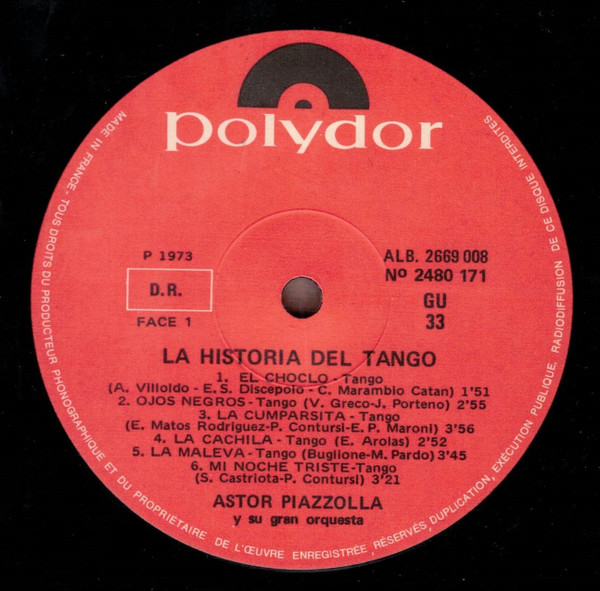 polydor
P 1973
D.R.
FACE 1
ALB. 2669 008
Nº 2480 171
GU
33
LA HISTORIA DEL TANGO
1. EL CHOCLO - Tango
(A. Villoldo - E.S. Discepolo - C. Marambio Catan) 1'51
2. OJOS NEGROS - Tango (V. Greco-J. Porteno) 2'55
3. LA CUMPARSITA - Tango
(E. Matos Rodriguez-P. Contursi-E.P. Maroni) 3'56
4. LA CACHILA - Tango (E. Arolas) 2'52
5. LA MALEVA - Tango (Buglione-M. Pardo) 3'45
6. MI NOCHE TRISTE-Tango
(S. Castriota-P. Contursi) 3'21
ASTOR PIAZZOLLA
y su gran orquesta
MADE IN FRANCE - TOUS DROITS DU PRODUCTEUR PHONOGRAPHIQUE ET DU PROPRIETAIRE DE L'ŒUVRE ENREGISTRÉE, RÉSERVÉS, DUPLICATION, EXÉCUTION PUBLIQUE, RADIODIFFUSION DE CE DISQUE INTERDITES